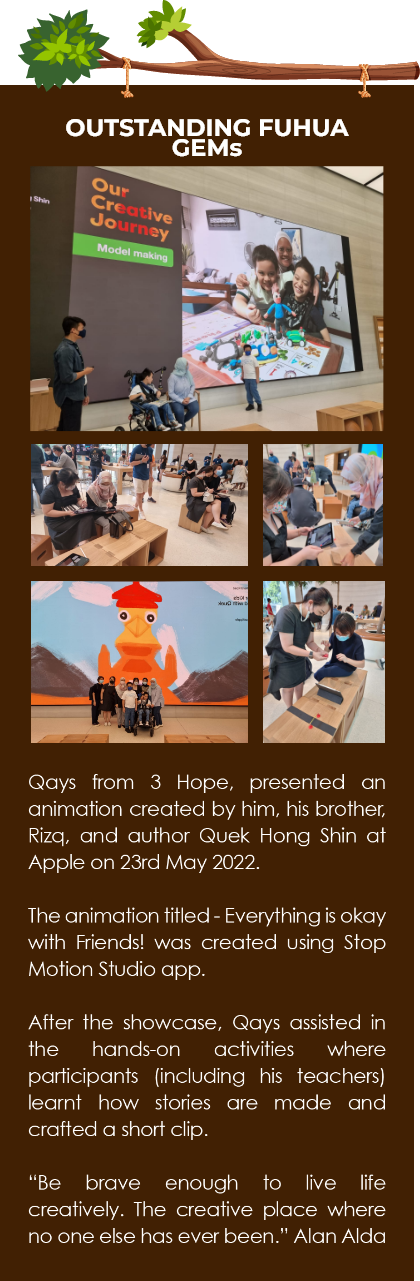 OUTSTANDING FUHUA
GEMs
Shin
Our
Creative
Journey
Model making
Qays from 3 Hope, presented an
animation created by him, his brother,
Rizq, and author Quek Hong Shin at
Apple on 23rd May 2022.
The animation titled - Everything is okay
with Friends! was created using Stop
Motion Studio app.
After the showcase, Qays assisted in
the hands-on activities where
participants (including his teachers)
learnt how stories are made and
crafted a short clip.
“Be brave enough to live life
creatively. The creative place where
no one else has ever been.” Alan Alda